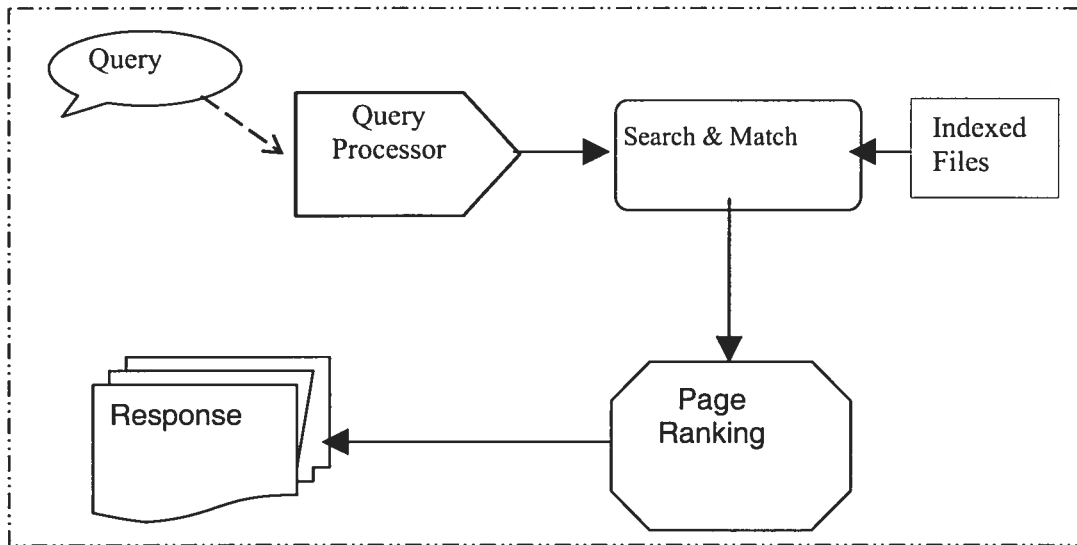 Query
Query
Processor
Search & Match
Indexed
Files
Page
Ranking
Response